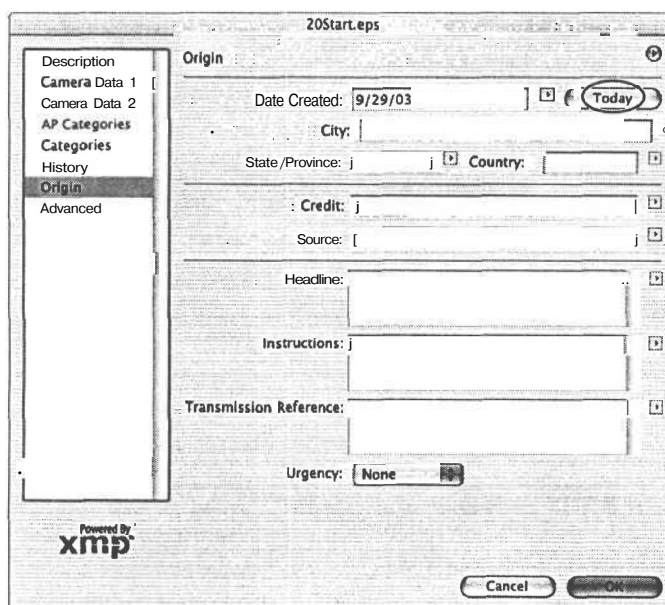 20Start.eps
Description
Camera Data 1
Camera Data 2
AP Categories
Categories
History
Origin
Advanced
Origin
Date Created: 9/29/03
Today
City:
State/Province:
Country:
Credit:
Source:
Headline:
Instructions:
Transmission Reference:
Urgency: None
Powered By
xmp
Cancel
OK